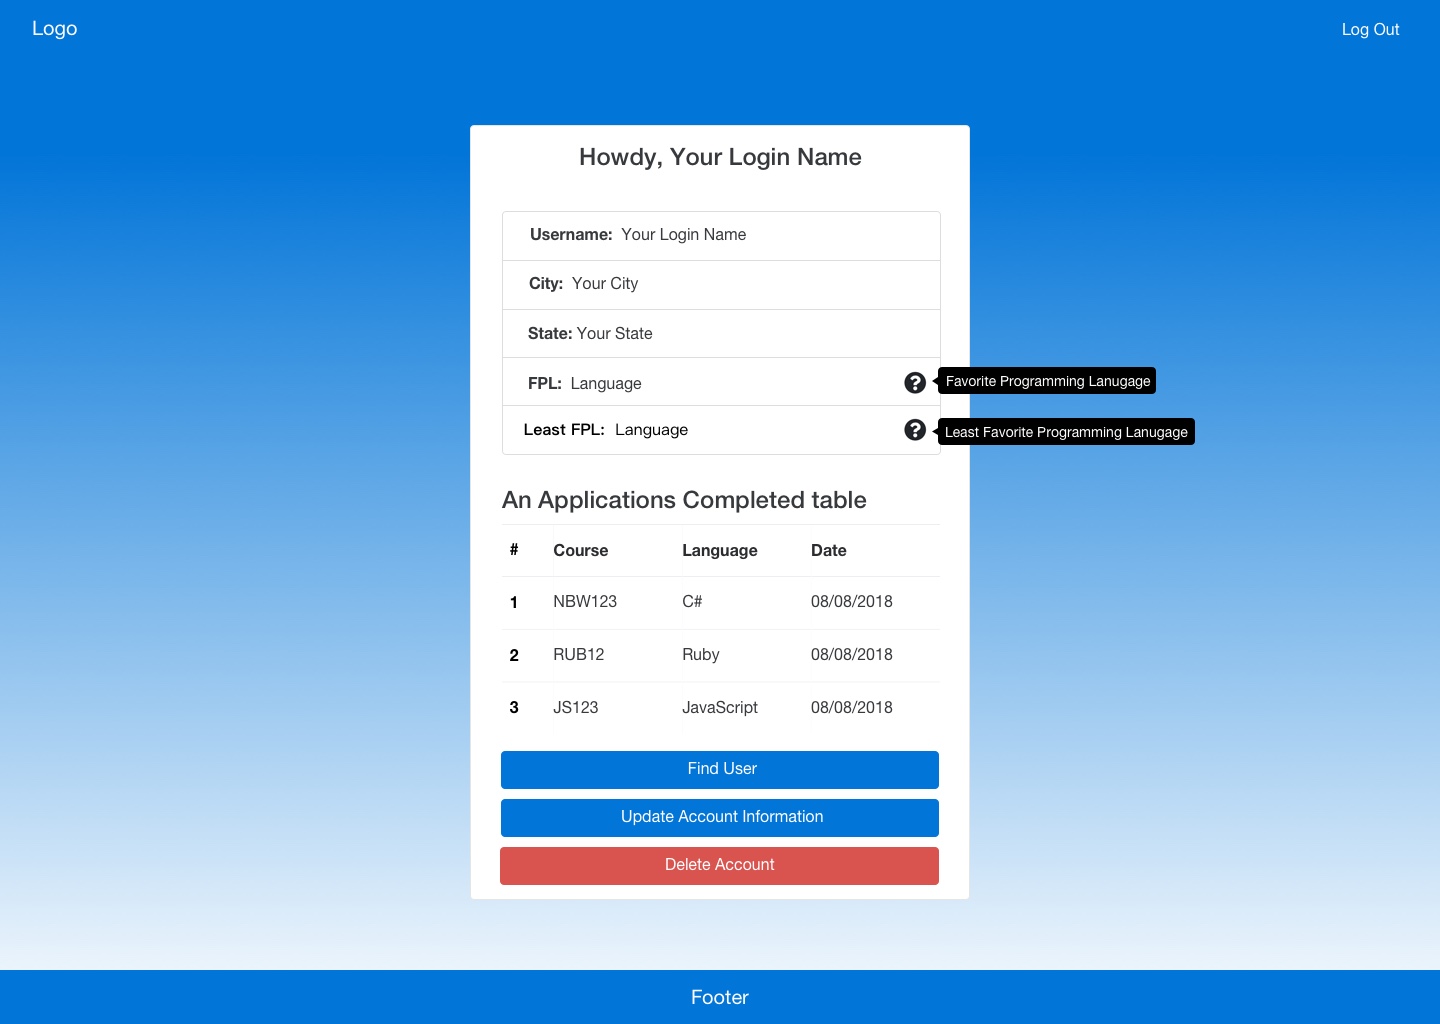 Logo
Log Out
Howdy, Your Login Name
Username: Your Login Name
City: Your City
State: Your State
FPL: Language
Favorite Programming Lanugage
Least FPL: Language
Least Favorite Programming Lanugage
An Applications Completed table
# Course Language Date
1 NBW123 C# 08/08/2018
2 RUB12 Ruby 08/08/2018
3 JS123 JavaScript 08/08/2018
Find User
Update Account Information
Delete Account
Footer